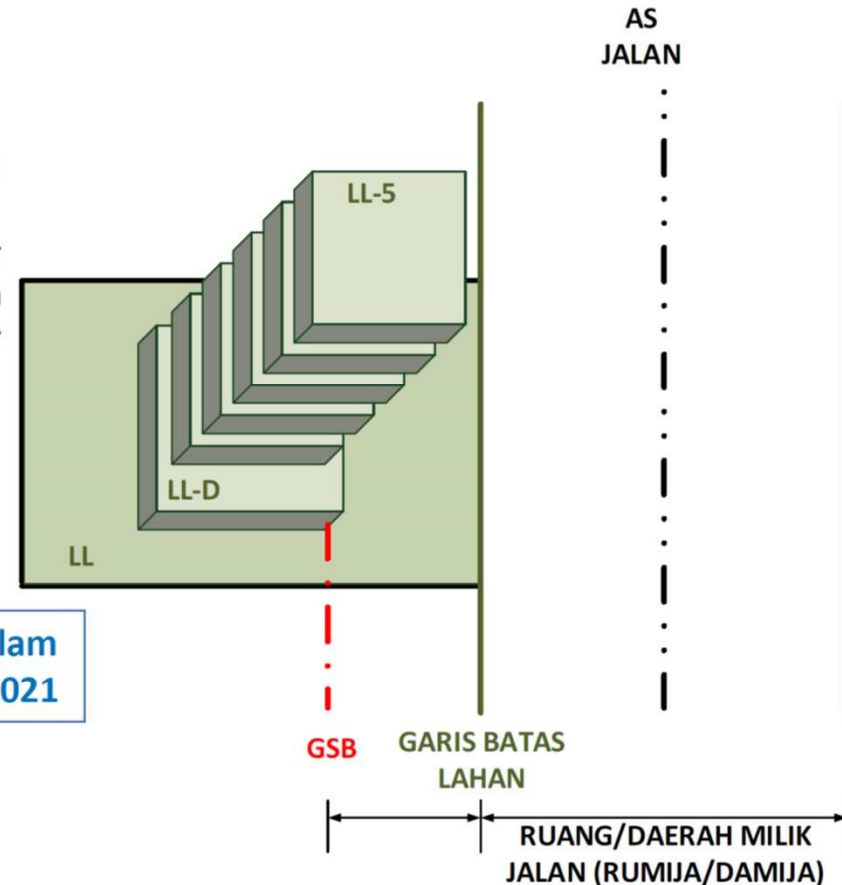 AS
JALAN
LL-5
LL-D
LL
lam
021
GSB
GARIS BATAS
LAHAN
RUANG/DAERAH MILIK
JALAN (RUMIJA/DAMIJA)